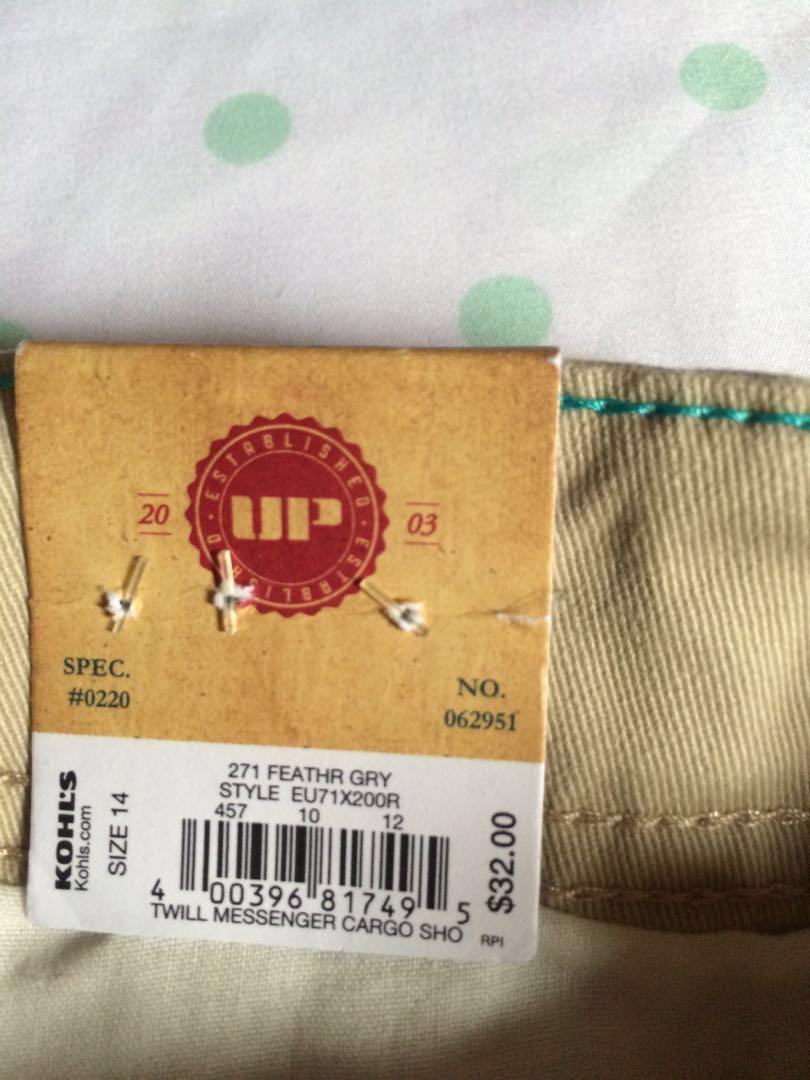 ESTABLISHED · ESTABLISHED ·
20 UP 03
SPEC.
#0220
NO.
062951
KOHL'S
Kohls.com
SIZE 14
271 FEATHR GRY
STYLE EU71X200R
457 10 12
4 00396 81749 5
TWILL MESSENGER CARGO SHO
RPI
$32.00